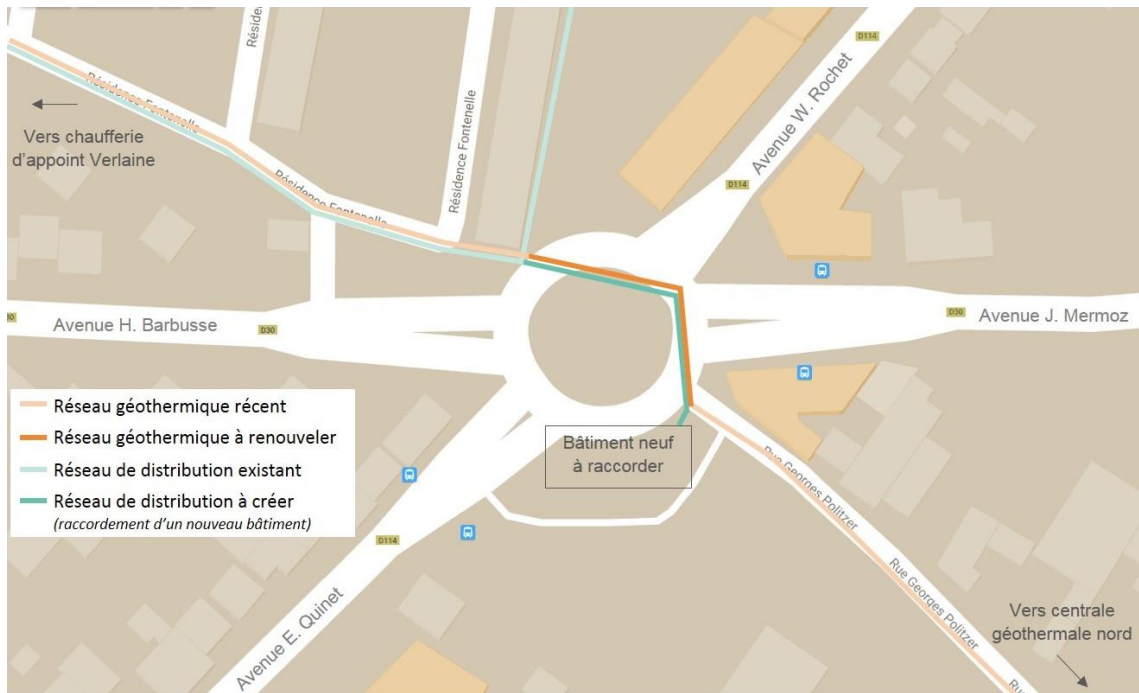 Résidence Fontenelle
Vers chaufferie
d'appoint Verlaine
Résidence Fontenelle
Résidence Fontenelle
D114
Avenue W. Rochet
D114
Avenue H. Barbusse
D30
D30
Avenue J. Mermoz
Réseau géothermique récent
Réseau géothermique à renouveler
Réseau de distribution existant
Réseau de distribution à créer
(raccordement d'un nouveau bâtiment)
Bâtiment neuf
à raccorder
Rue Georges Politzer
D114
Avenue E. Quinet
Rue Georges Politzer
Vers centrale
géothermale nord